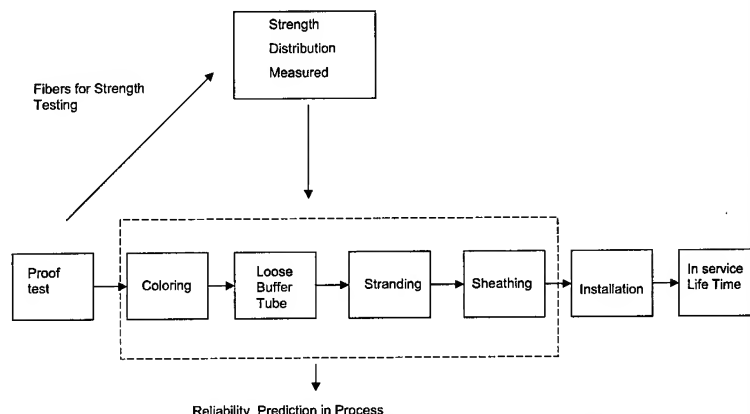 Strength
Distribution
Measured
Fibers for Strength
Testing
Proof
test
Coloring
Loose
Buffer
Tube
Stranding
Sheathing
Installation
In service
Life Time
Reliability Prediction in Process